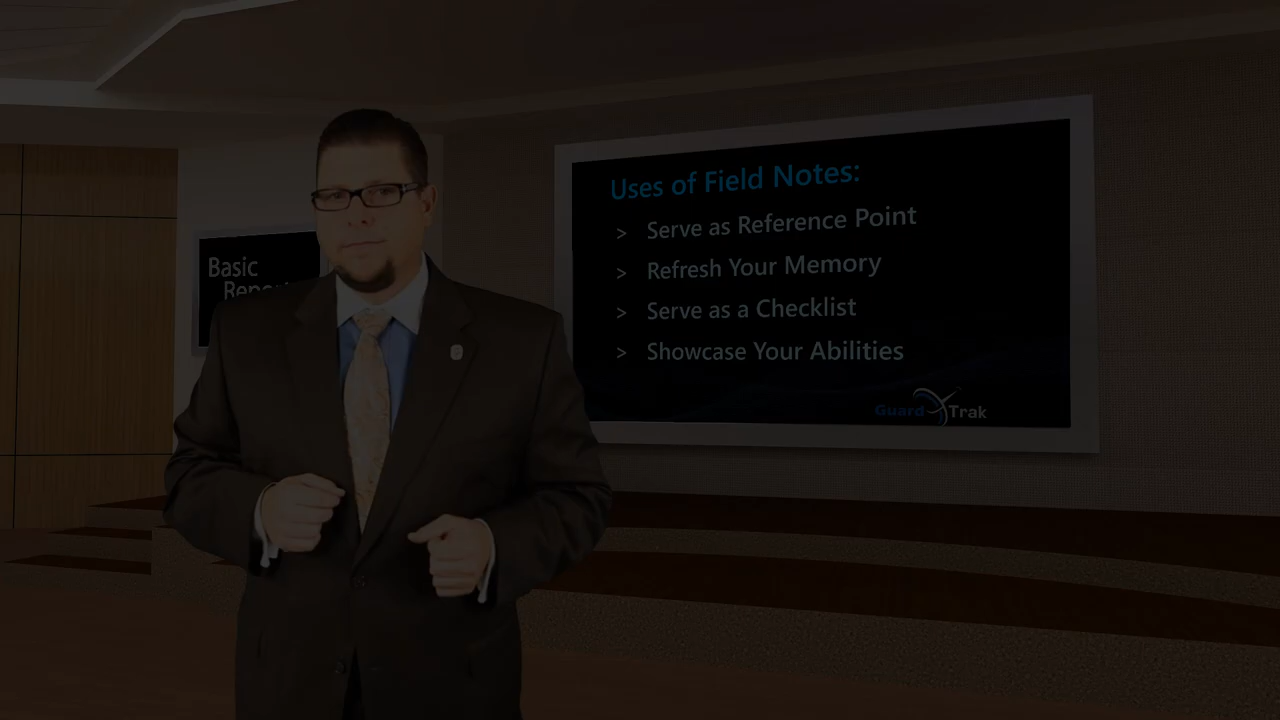 Basic
Uses of Field Notes:
> Serve as Reference Point
> Refresh Your Memory
> Serve as a Checklist
> Showcase Your Abilities
GuardTrak